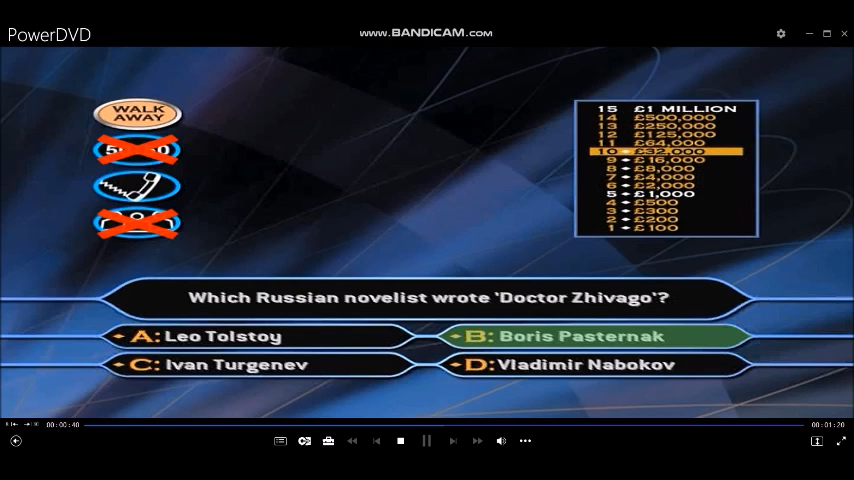 PowerDVD
www.BANDICAM.com
WALK
AWAY
15 £1 MILLION
14 £500,000
13 £250,000
12 £125,000
11 £64,000
10 £32,000
9 £16,000
8 £8,000
7 £4,000
6 £2,000
5 £1,000
4 £500
3 £300
2 £200
1 £100
Which Russian novelist wrote 'Doctor Zhivago'?
A: Leo Tolstoy
B: Boris Pasternak
C: Ivan Turgenev
D: Vladimir Nabokov
00:00:40
00:01:20